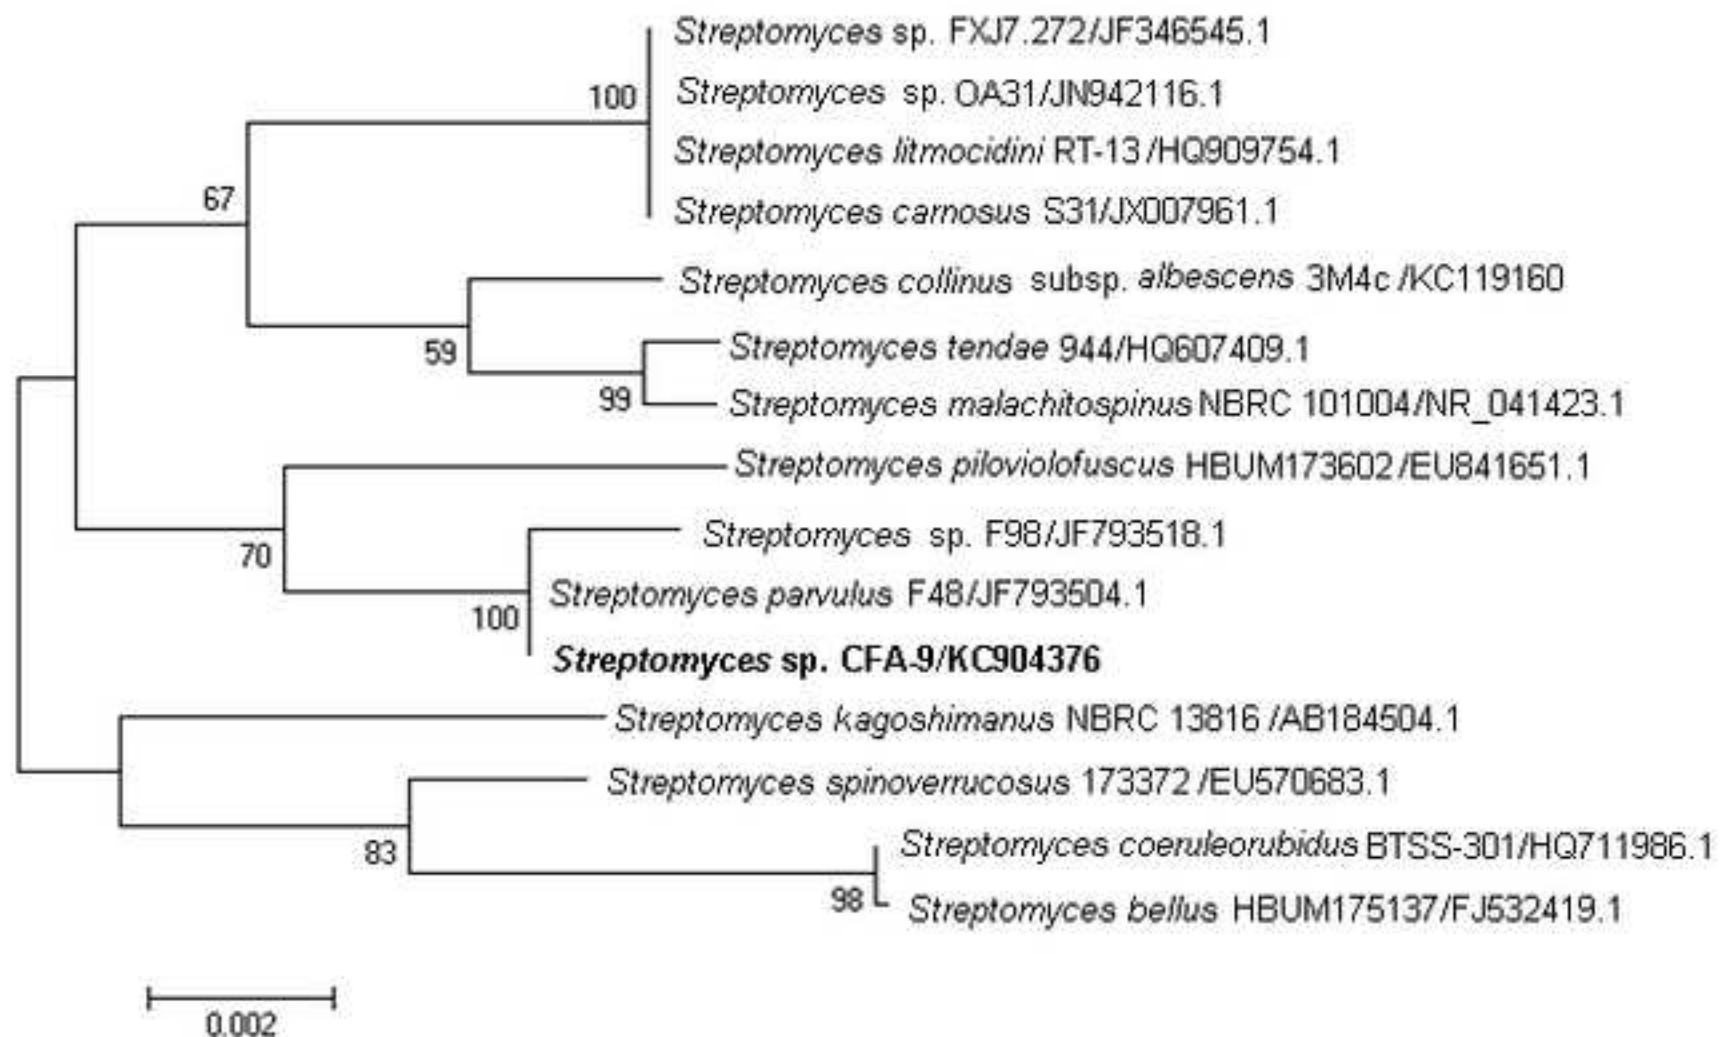 Streptomyces sp. FXJ7.272/JF346545.1
100
Streptomyces sp. OA31/JN942116.1
Streptomyces litmocidini RT-13/HQ909754.1
67
Streptomyces carnosus S31/JX007961.1
Streptomyces collinus subsp. albescens 3M4c/KC119160
59
Streptomyces tendae 944/HQ607409.1
99
Streptomyces malachitospinus NBRC 101004/NR_041423.1
Streptomyces piloviolofuscus HBUM173602/EU841651.1
70
Streptomyces sp. F98/JF793518.1
Streptomyces parvulus F48/JF793504.1
100
Streptomyces sp. CFA-9/KC904376
Streptomyces kagoshimanus NBRC 13816/AB184504.1
Streptomyces spinoverrucosus 173372/EU570683.1
83
Streptomyces coeruleorubidus BTSS-301/HQ711986.1
98
Streptomyces bellus HBUM175137/FJ532419.1
0.002